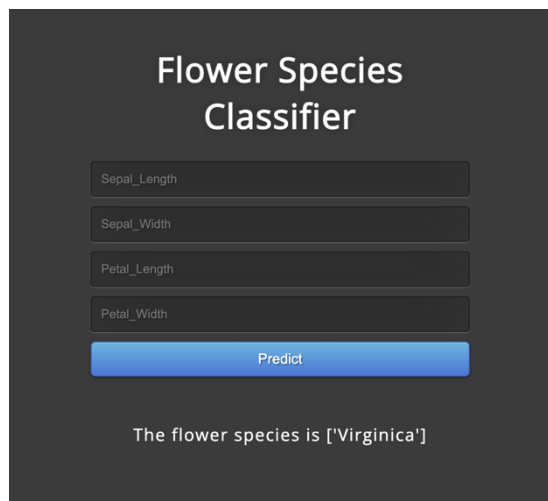 Flower Species
Classifier
Sepal_Length
Sepal_Width
Petal_Length
Petal_Width
Predict
The flower species is ['Virginica']